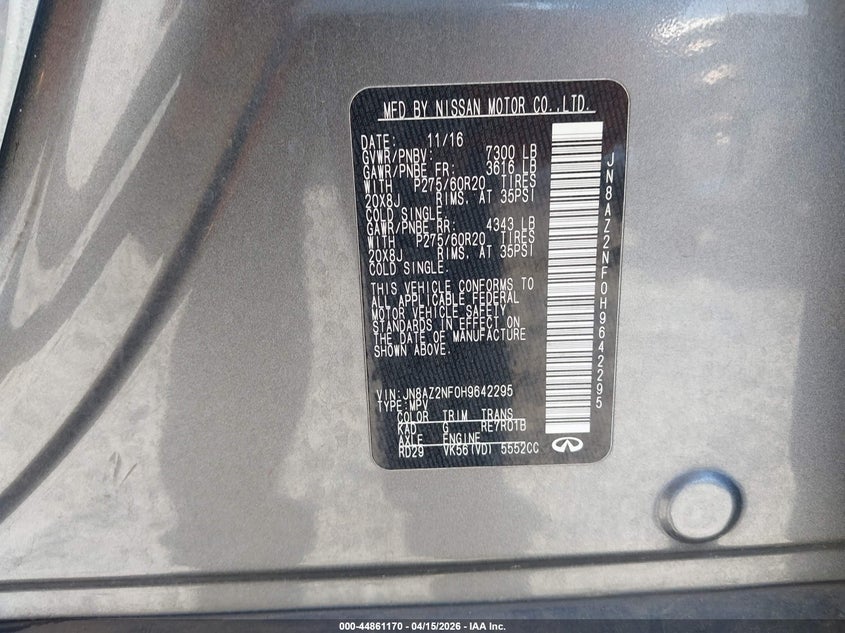 MFD BY NISSAN MOTOR CO.,LTD.
DATE: 11/16
GVWR/PNBV: 7300 LB
GAWR/PNBE FR: 3616 LB
WITH P275/60R20 TIRES
20X8J RIMS, AT 35PSI
COLD SINGLE.
GAWR/PNBE RR: 4343 LB
WITH P275/60R20 TIRES
20X8J RIMS, AT 35PSI
COLD SINGLE.
THIS VEHICLE CONFORMS TO
ALL APPLICABLE FEDERAL
MOTOR VEHICLE SAFETY
STANDARDS IN EFFECT ON
THE DATE OF MANUFACTURE
SHOWN ABOVE.
VIN:JN8AZ2NF0H9642295
TYPE:MPV
COLOR TRIM TRANS
KAD G RE7R01B
AXLE ENGINE
RD29 VK56(VD) 5552CC
JN8AZ2NF0H9642295
000-44861170 - 04/15/2026 - IAA Inc.